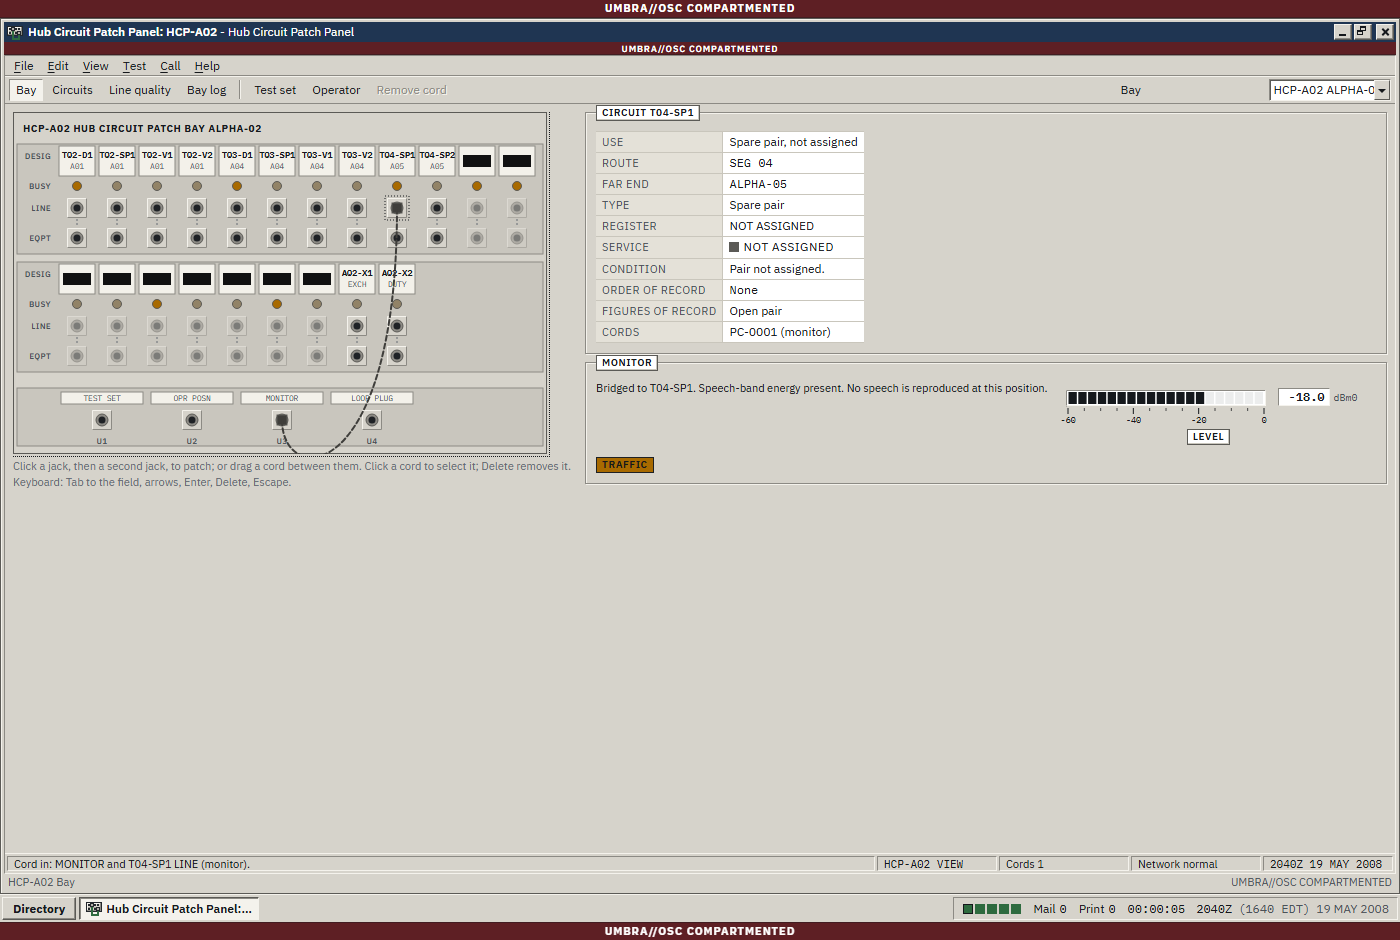 UMBRA//OSC COMPARTMENTED
Hub Circuit Patch Panel: HCP-A02 - Hub Circuit Patch Panel
UMBRA//OSC COMPARTMENTED
File Edit View Test Call Help
Bay Circuits Line quality Bay log Test set Operator Remove cord Bay HCP-A02 ALPHA-0
HCP-A02 HUB CIRCUIT PATCH BAY ALPHA-02
DESIG T02-D1 T02-SP1 T02-V1 T02-V2 T03-D1 T03-SP1 T03-V1 T03-V2 T04-SP1 T04-SP2
A01 A01 A01 A01 A04 A04 A04 A04 A05 A05
BUSY
LINE
EQPT
DESIG A02-X1 A02-X2
EXCH DUTY
BUSY
LINE
EQPT
TEST SET OPR POSN MONITOR LOOP PLUG
U1 U2 U3 U4
Click a jack, then a second jack, to patch; or drag a cord between them. Click a cord to select it; Delete removes it.
Keyboard: Tab to the field, arrows, Enter, Delete, Escape.
CIRCUIT T04-SP1
USE Spare pair, not assigned
ROUTE SEG 04
FAR END ALPHA-05
TYPE Spare pair
REGISTER NOT ASSIGNED
SERVICE NOT ASSIGNED
CONDITION Pair not assigned.
ORDER OF RECORD None
FIGURES OF RECORD Open pair
CORDS PC-0001 (monitor)
MONITOR
Bridged to T04-SP1. Speech-band energy present. No speech is reproduced at this position.
-18.0 dBm0
-60 -40 -20 0
LEVEL
TRAFFIC
Cord in: MONITOR and T04-SP1 LINE (monitor). HCP-A02 VIEW Cords 1 Network normal 2040Z 19 MAY 2008
HCP-A02 Bay UMBRA//OSC COMPARTMENTED
Directory Hub Circuit Patch Panel:... Mail 0 Print 0 00:00:05 2040Z (1640 EDT) 19 MAY 2008
UMBRA//OSC COMPARTMENTED